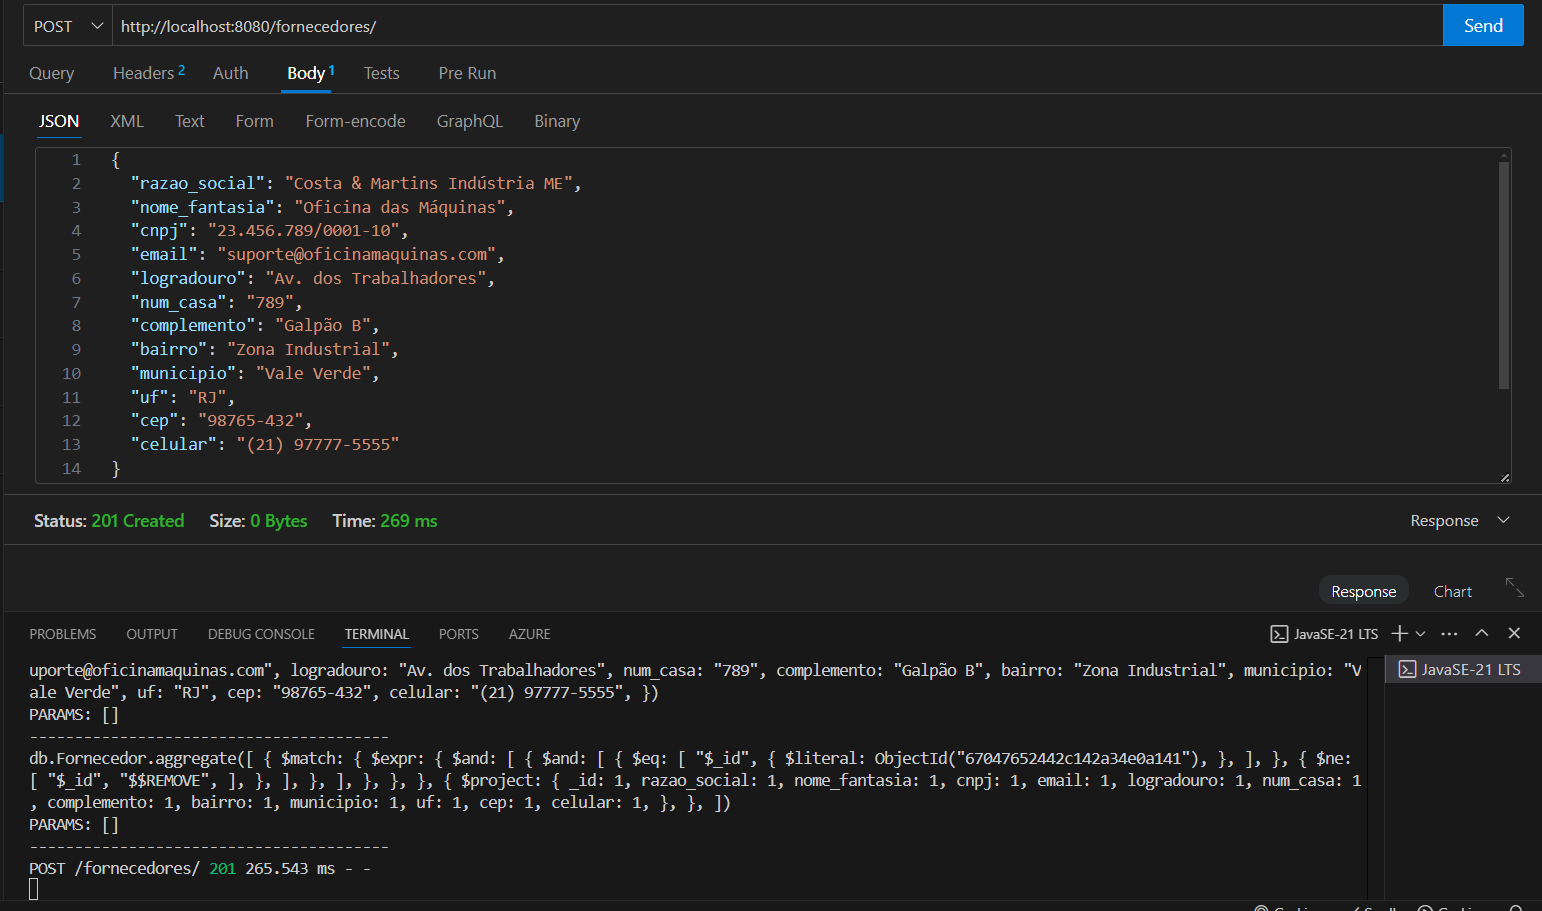 POST http://localhost:8080/fornecedores/ Send
Query Headers 2 Auth Body 1 Tests Pre Run
JSON XML Text Form Form-encode GraphQL Binary
1 {
2 "razao_social": "Costa & Martins Indústria ME",
3 "nome_fantasia": "Oficina das Máquinas",
4 "cnpj": "23.456.789/0001-10",
5 "email": "suporte@oficinamaquinas.com",
6 "logradouro": "Av. dos Trabalhadores",
7 "num_casa": "789",
8 "complemento": "Galpão B",
9 "bairro": "Zona Industrial",
10 "municipio": "Vale Verde",
11 "uf": "RJ",
12 "cep": "98765-432",
13 "celular": "(21) 97777-5555"
14 }
Status: 201 Created Size: 0 Bytes Time: 269 ms Response
Response Chart
PROBLEMS OUTPUT DEBUG CONSOLE TERMINAL PORTS AZURE JavaSE-21 LTS
uporte@oficinamaquinas.com", logradouro: "Av. dos Trabalhadores", num_casa: "789", complemento: "Galpão B", bairro: "Zona Industrial", municipio: "V
ale Verde", uf: "RJ", cep: "98765-432", celular: "(21) 97777-5555", })
PARAMS: []
----------------------------------------
db.Fornecedor.aggregate([ { $match: { $expr: { $and: [ { $and: [ { $eq: [ "$_id", { $literal: ObjectId("67047652442c142a34e0a141"), }, ], }, { $ne:
[ "$_id", "$$REMOVE", ], }, ], }, ], }, }, }, { $project: { _id: 1, razao_social: 1, nome_fantasia: 1, cnpj: 1, email: 1, logradouro: 1, num_casa: 1
, complemento: 1, bairro: 1, municipio: 1, uf: 1, cep: 1, celular: 1, }, }, ])
PARAMS: []
----------------------------------------
POST /fornecedores/ 201 265.543 ms - -
JavaSE-21 LTS